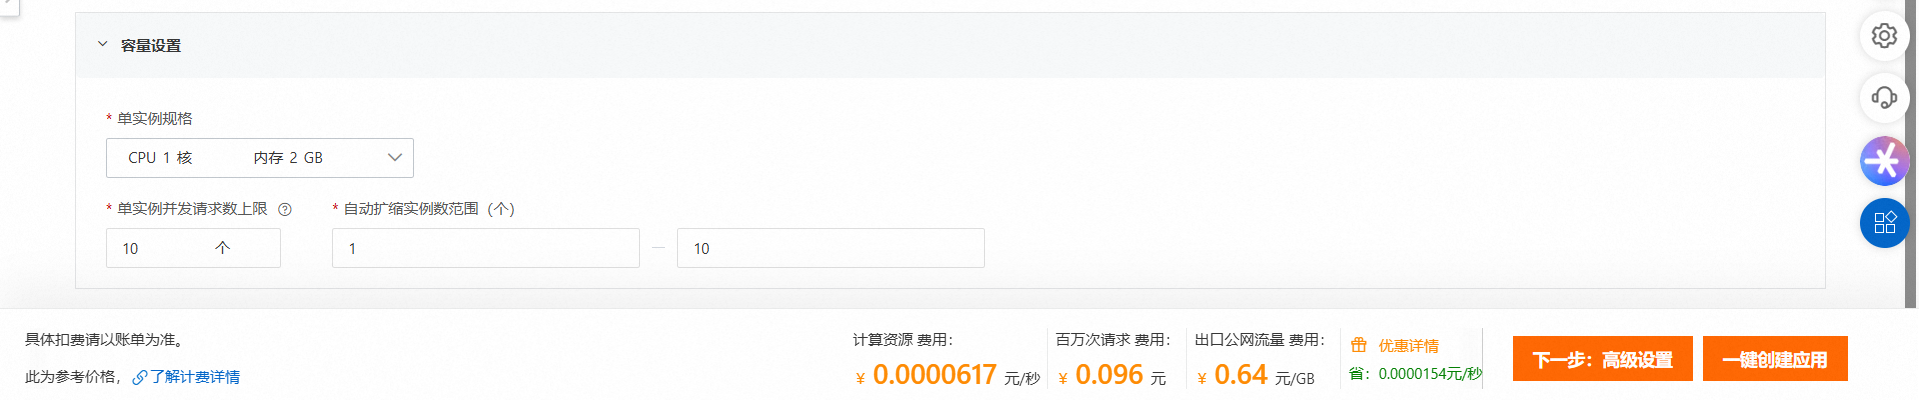 容量设置
* 单实例规格
CPU 1 核 内存 2 GB
* 单实例并发请求数上限 * 自动扩缩实例数范围（个）
10 个 1 — 10
具体扣费请以账单为准。
此为参考价格，了解计费详情
计算资源 费用：
¥ 0.0000617 元/秒
百万次请求 费用：
¥ 0.096 元
出口公网流量 费用：
¥ 0.64 元/GB
优惠详情
省：0.0000154元/秒
下一步：高级设置
一键创建应用